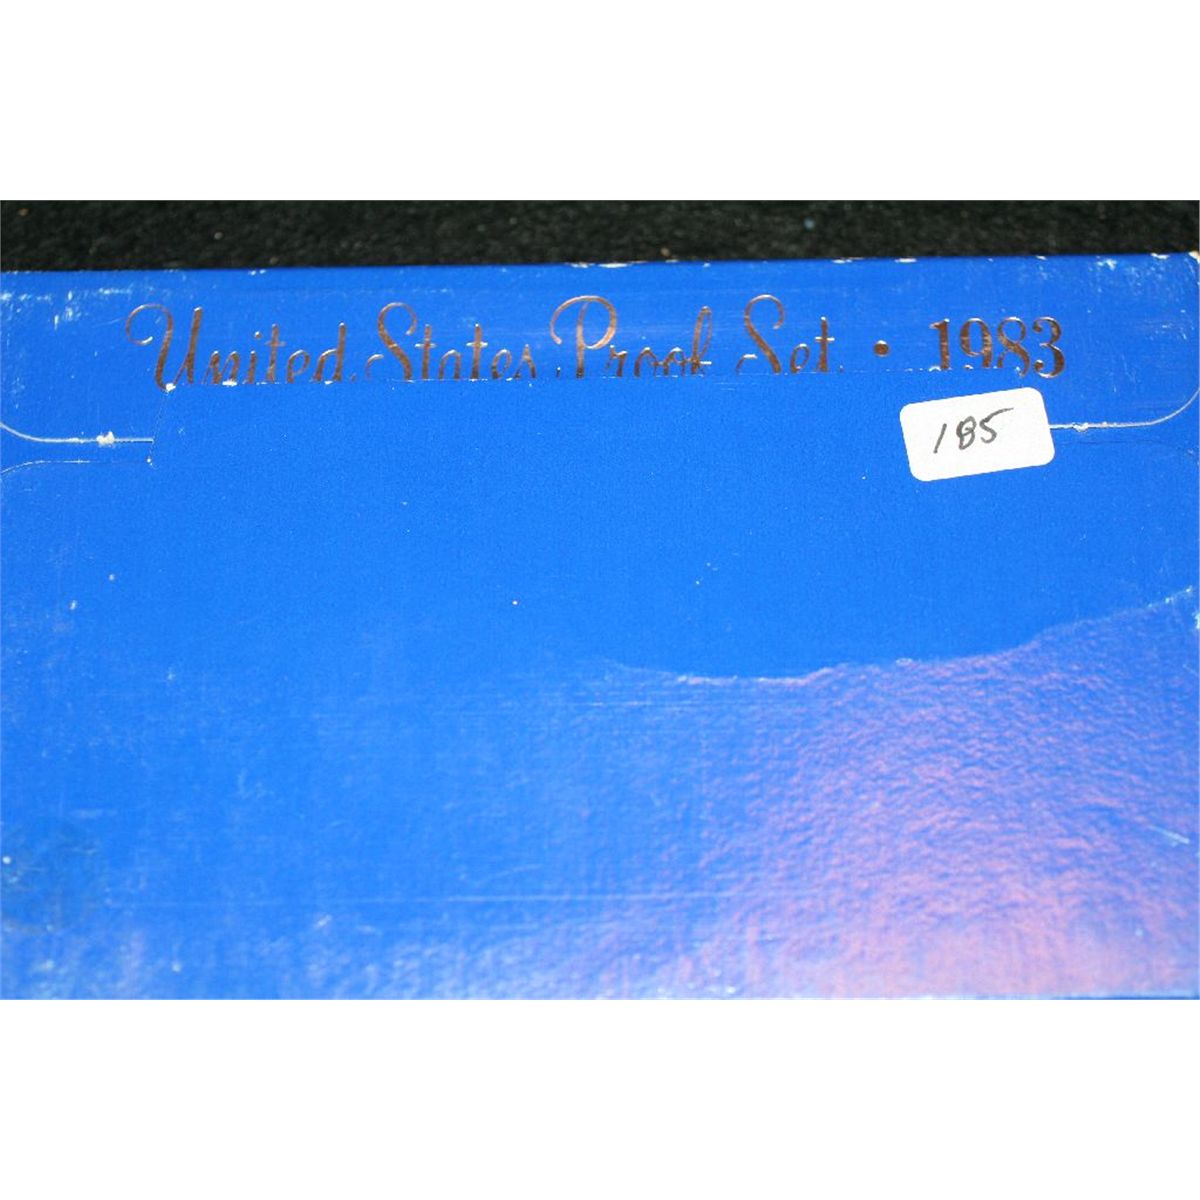 United States Proof Set • 1983
185